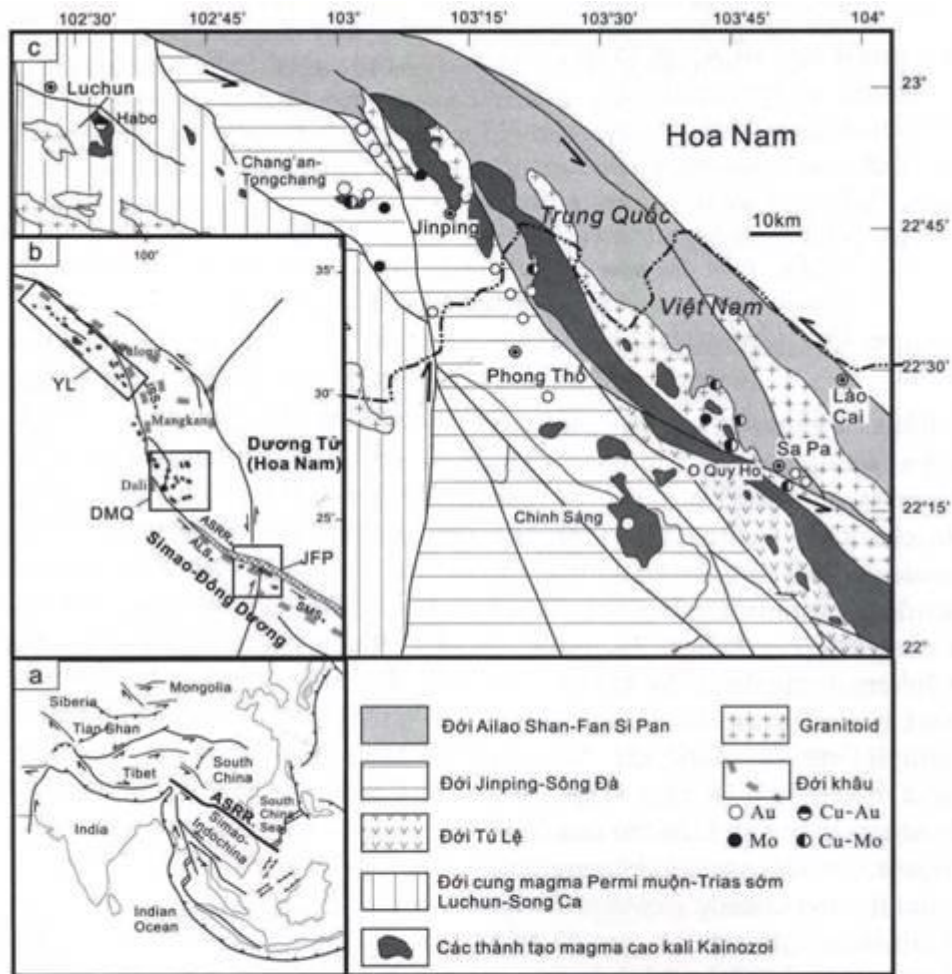 102°30'
102°45'
103°
103°15'
103°30'
103°45'
104°
c
Luchun
Habo
Chang'an-
Tongchang
Jinping
Hoa Nam
Trung Quốc
Việt Nam
10km
Phong Thổ
Lào
Cai
Sa Pa
O Quy Ho
Chinh Sáng
23°
22°45'
22°30'
22°15'
22°
b
100°
35°
30°
25°
YL
Mangkang
Dương Tử
(Hoa Nam)
Dali
DMQ
ASRR
ALS
JFP
SMS
Simao-Đông Dương
a
Siberia
Mongolia
Tian Shan
Tibet
South
China
ASRR
South
China
Sea
India
Simao-
Indochina
Indian
Ocean
Đới Ailao Shan-Fan Si Pan
Đới Jinping-Sông Đà
Đới Tú Lệ
Đới cung magma Permi muộn-Trias sớm
Luchun-Song Ca
Các thành tạo magma cao kali Kainozoi
Granitoid
Đới khâu
Au
Cu-Au
Mo
Cu-Mo